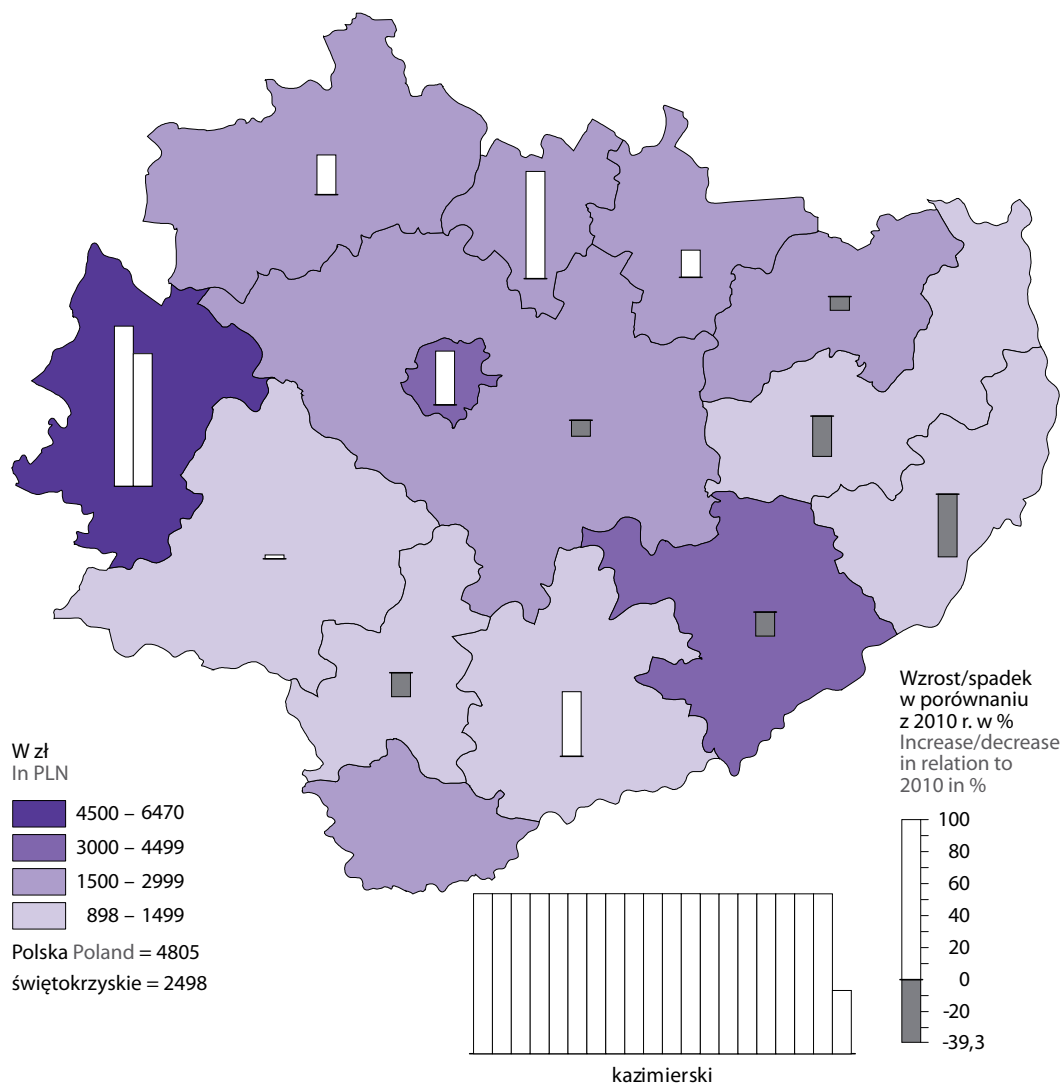 W zł
In PLN
4500 – 6470
3000 – 4499
1500 – 2999
898 – 1499
Polska Poland = 4805
świętokrzyskie = 2498
kazimierski
Wzrost/spadek
w porównaniu
z 2010 r. w %
Increase/decrease
in relation to
2010 in %
100
80
60
40
20
0
-20
-39,3